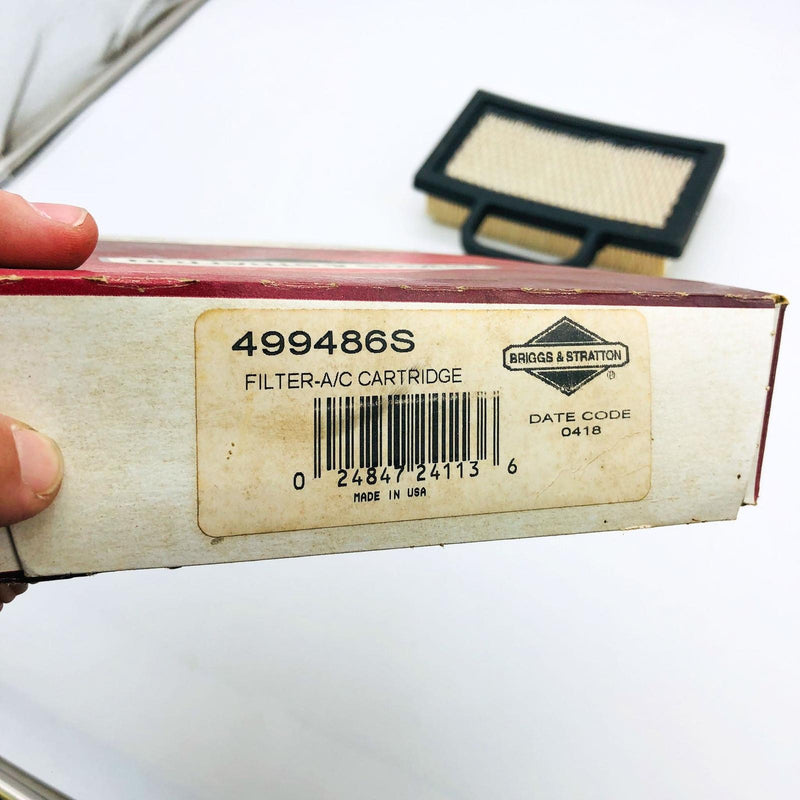 499486S
FILTER-A/C CARTRIDGE
0 24847 24113 6
MADE IN USA
BRIGGS & STRATTON
®
DATE CODE
0418